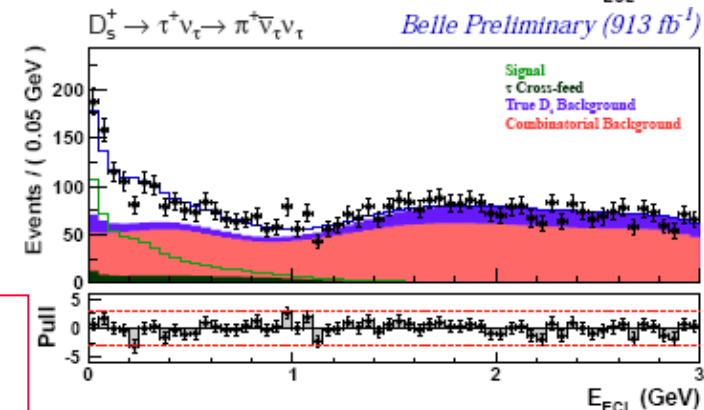 D_s^+ → τ^+ν_τ → π^+ν̅_τν_τ Belle Preliminary (913 fb^-1)
Events / ( 0.05 GeV )
Signal
τ Cross-feed
True D_s Background
Combinatorial Background
200
150
100
50
0
Pull
5
0
-5
0 1 2 3
E_ECL (GeV)